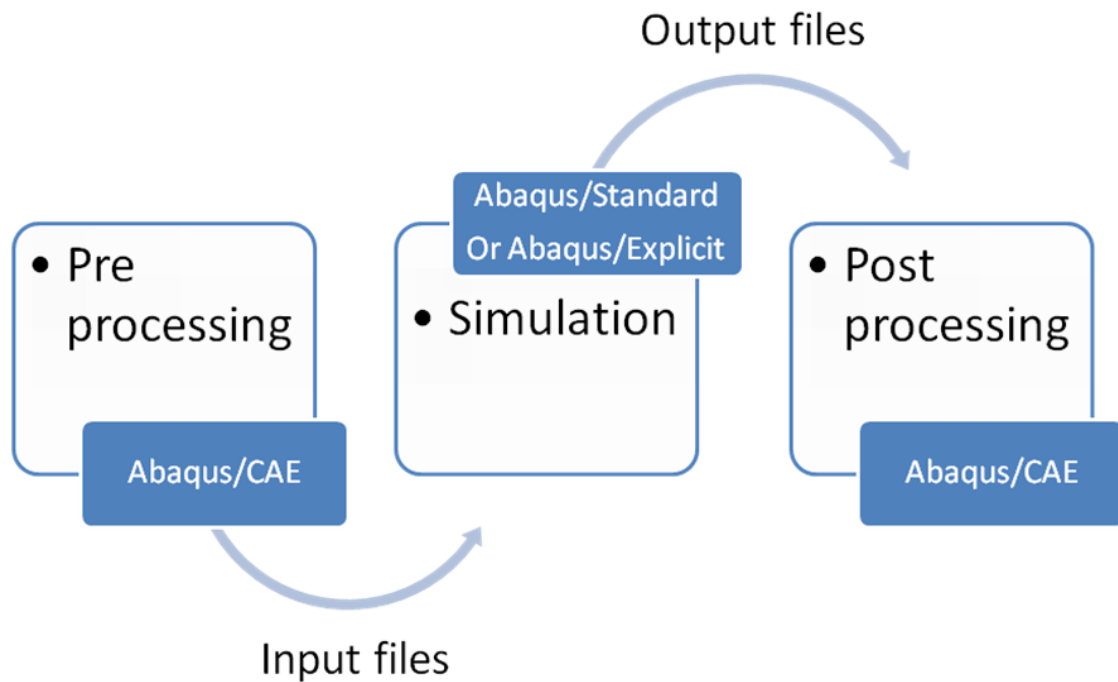 Output files
Abaqus/Standard
Or Abaqus/Explicit
• Pre
processing
Abaqus/CAE
• Simulation
• Post
processing
Abaqus/CAE
Input files